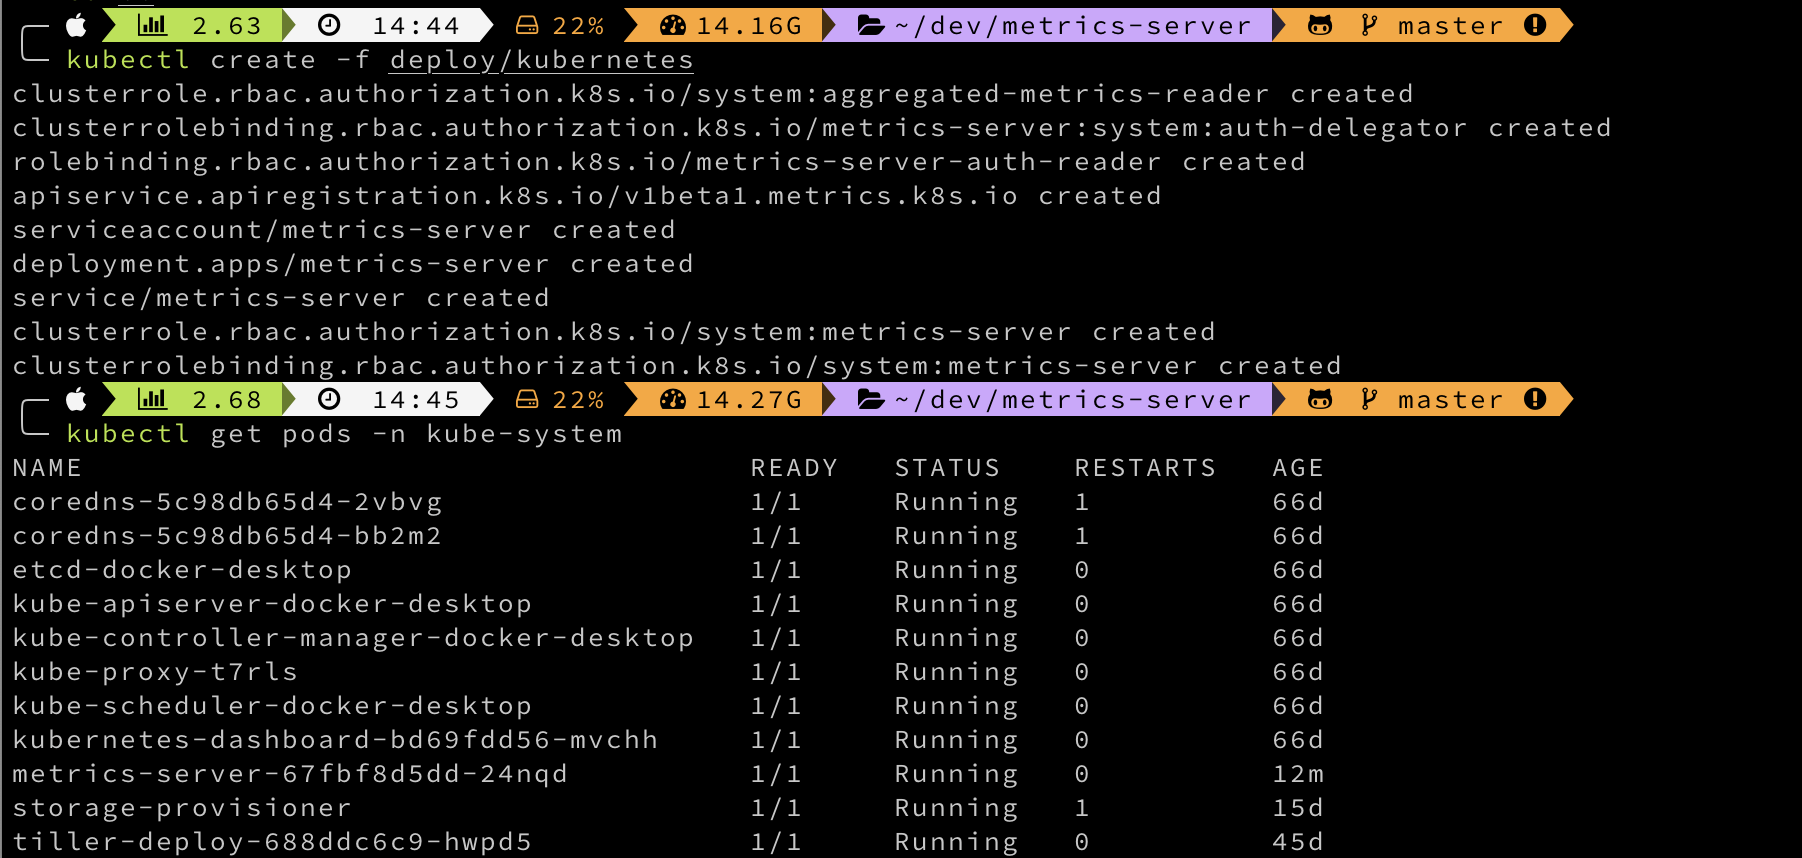 2.63 14:44 22% 14.16G ~/dev/metrics-server master
kubectl create -f deploy/kubernetes
clusterrole.rbac.authorization.k8s.io/system:aggregated-metrics-reader created
clusterrolebinding.rbac.authorization.k8s.io/metrics-server:system:auth-delegator created
rolebinding.rbac.authorization.k8s.io/metrics-server-auth-reader created
apiservice.apiregistration.k8s.io/v1beta1.metrics.k8s.io created
serviceaccount/metrics-server created
deployment.apps/metrics-server created
service/metrics-server created
clusterrole.rbac.authorization.k8s.io/system:metrics-server created
clusterrolebinding.rbac.authorization.k8s.io/system:metrics-server created
2.68 14:45 22% 14.27G ~/dev/metrics-server master
kubectl get pods -n kube-system
NAME READY STATUS RESTARTS AGE
coredns-5c98db65d4-2vbvg 1/1 Running 1 66d
coredns-5c98db65d4-bb2m2 1/1 Running 1 66d
etcd-docker-desktop 1/1 Running 0 66d
kube-apiserver-docker-desktop 1/1 Running 0 66d
kube-controller-manager-docker-desktop 1/1 Running 0 66d
kube-proxy-t7rls 1/1 Running 0 66d
kube-scheduler-docker-desktop 1/1 Running 0 66d
kubernetes-dashboard-bd69fdd56-mvchh 1/1 Running 0 66d
metrics-server-67fbf8d5dd-24nqd 1/1 Running 0 12m
storage-provisioner 1/1 Running 1 15d
tiller-deploy-688ddc6c9-hwpd5 1/1 Running 0 45d